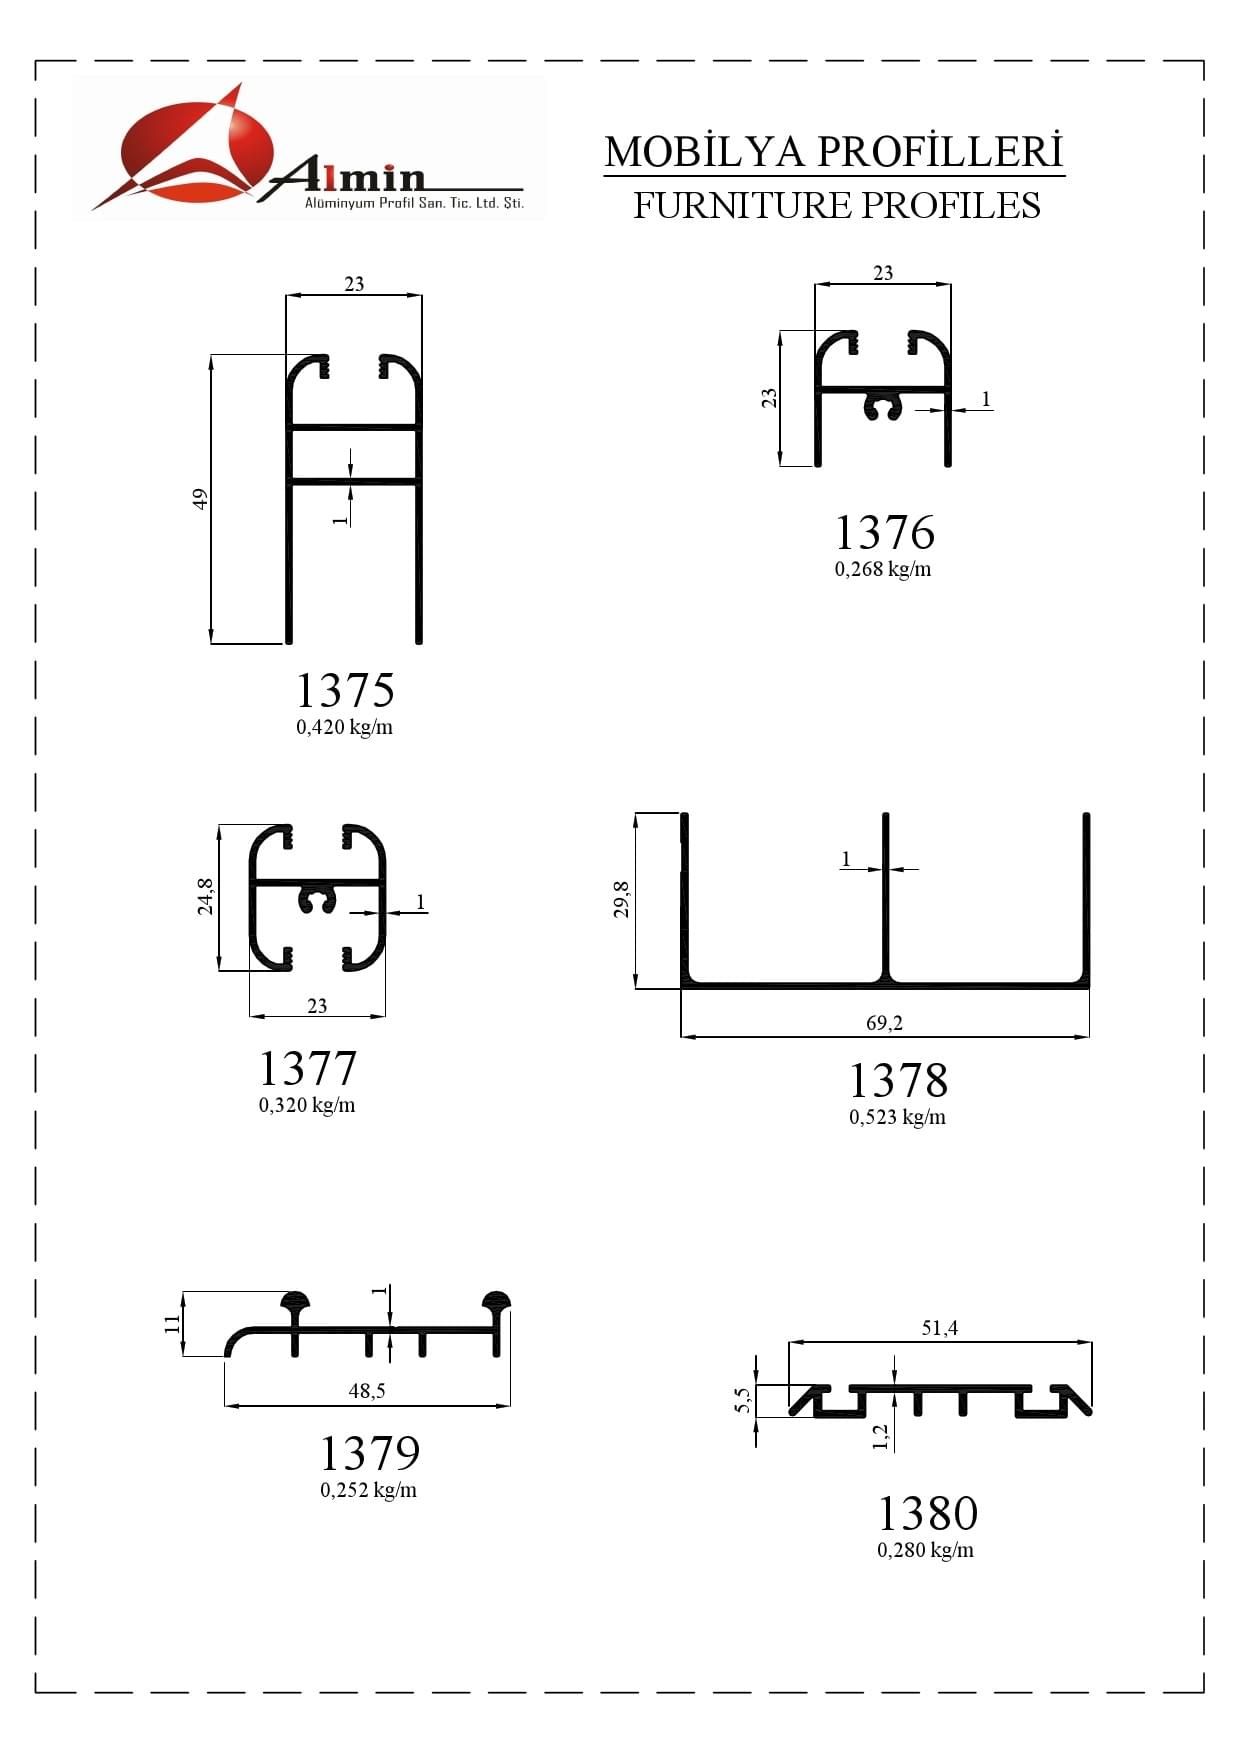 Almin
Alüminyum Profil San. Tic. Ltd. Şti.
MOBİLYA PROFİLLERİ
FURNITURE PROFILES
23
49
1
1375
0,420 kg/m
23
23
1
1376
0,268 kg/m
24,8
1
23
1377
0,320 kg/m
29,8
1
69,2
1378
0,523 kg/m
11
1
48,5
1379
0,252 kg/m
51,4
5,5
1,2
1380
0,280 kg/m